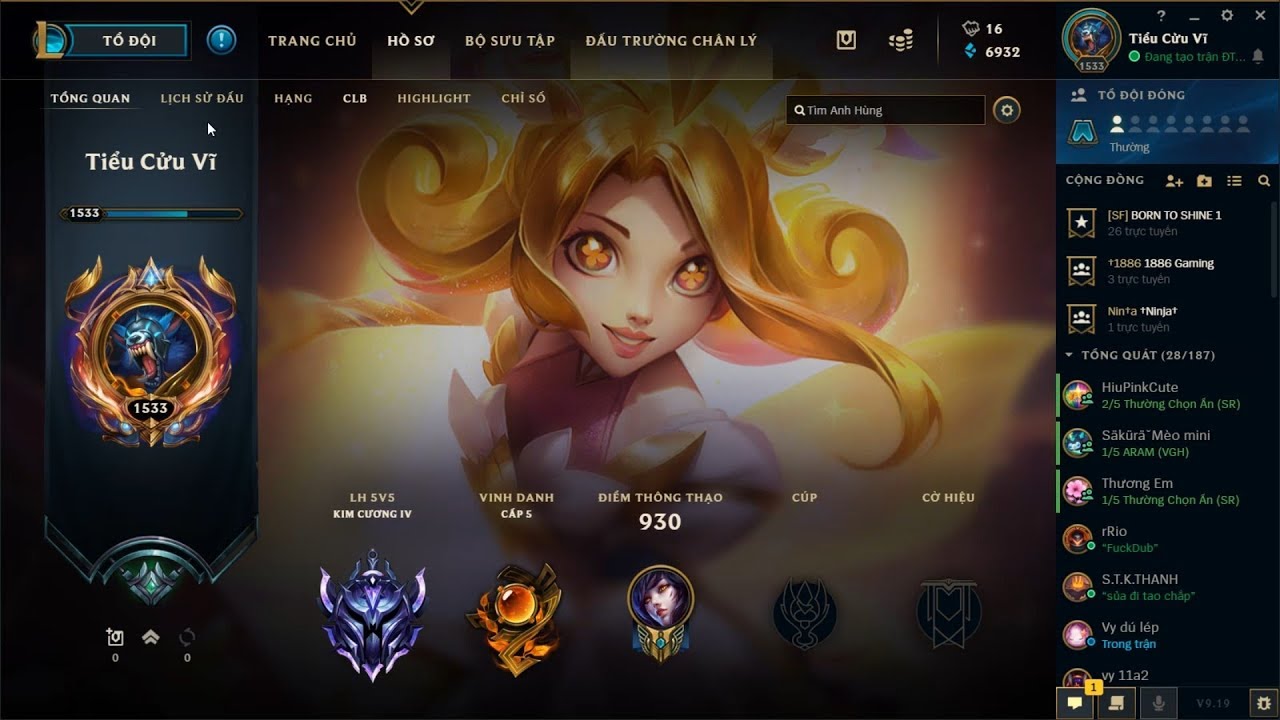 TỔ ĐỘI
TRANG CHỦ
HỒ SƠ
BỘ SƯU TẬP
ĐẤU TRƯỜNG CHÂN LÝ
16
6932
1533
Tiểu Cửu Vĩ
Đang tạo trận ĐT...
TỔNG QUAN
LỊCH SỬ ĐẤU
HẠNG
CLB
HIGHLIGHT
CHỈ SỐ
Tìm Anh Hùng
Tiểu Cửu Vĩ
1533
1533
0
0
LH 5V5
KIM CƯƠNG IV
VINH DANH
CẤP 5
ĐIỂM THÔNG THẠO
930
CÚP
CỜ HIỆU
TỔ ĐỘI ĐÓNG
Thường
CỘNG ĐỒNG
[SF] BORN TO SHINE 1
26 trực tuyến
†1886 1886 Gaming
3 trực tuyến
Nin†a †Ninja†
1 trực tuyến
TỔNG QUÁT (28/187)
HiuPinkCute
2/5 Thường Chọn Ẩn (SR)
Säkürä˜Mèo mini
1/5 ARAM (VGH)
Thương Em
1/5 Thường Chọn Ẩn (SR)
rRio
"FuckDub"
S.T.K.THANH
"sủa đi tao chấp"
Vy dú lép
Trong trận
vy 11a2
1
V9.19